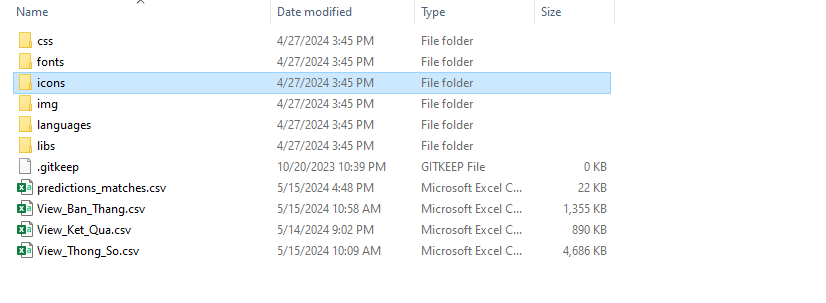 Name Date modified Type Size
css 4/27/2024 3:45 PM File folder
fonts 4/27/2024 3:45 PM File folder
icons 4/27/2024 3:45 PM File folder
img 4/27/2024 3:45 PM File folder
languages 4/27/2024 3:45 PM File folder
libs 4/27/2024 3:45 PM File folder
.gitkeep 10/20/2023 10:39 PM GITKEEP File 0 KB
predictions_matches.csv 5/15/2024 4:48 PM Microsoft Excel C... 22 KB
View_Ban_Thang.csv 5/15/2024 10:58 AM Microsoft Excel C... 1,355 KB
View_Ket_Qua.csv 5/14/2024 9:02 PM Microsoft Excel C... 890 KB
View_Thong_So.csv 5/15/2024 10:09 AM Microsoft Excel C... 4,686 KB